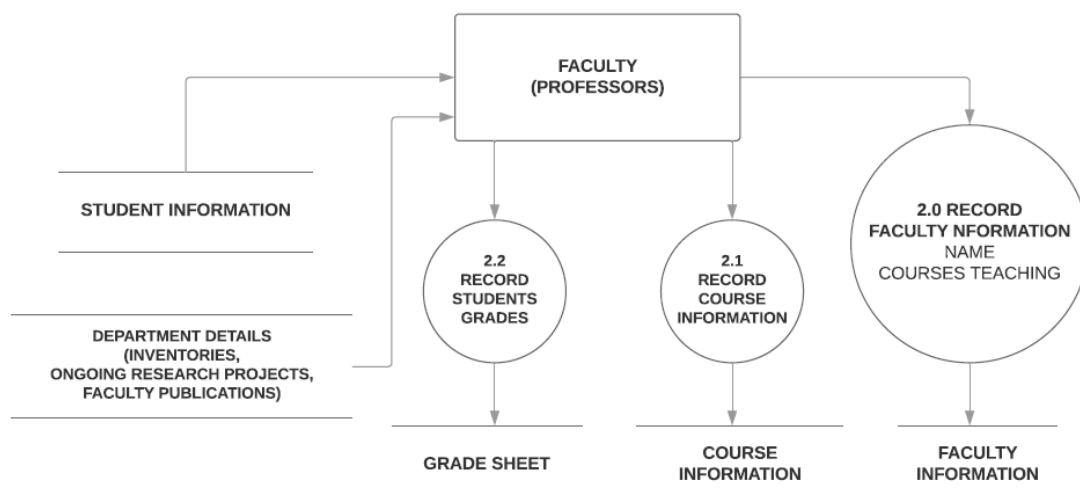 FACULTY
(PROFESSORS)
STUDENT INFORMATION
2.0 RECORD
FACULTY NFORMATION
NAME
COURSES TEACHING
2.2
RECORD
STUDENTS
GRADES
2.1
RECORD
COURSE
INFORMATION
DEPARTMENT DETAILS
(INVENTORIES,
ONGOING RESEARCH PROJECTS,
FACULTY PUBLICATIONS)
GRADE SHEET
COURSE
INFORMATION
FACULTY
INFORMATION